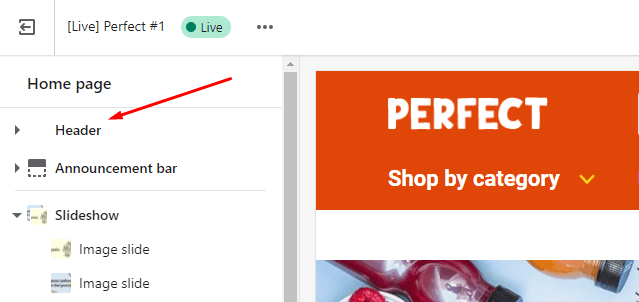 [Live] Perfect #1 Live
Home page
Header
Announcement bar
Slideshow
Image slide
Image slide
PERFECT
Shop by category